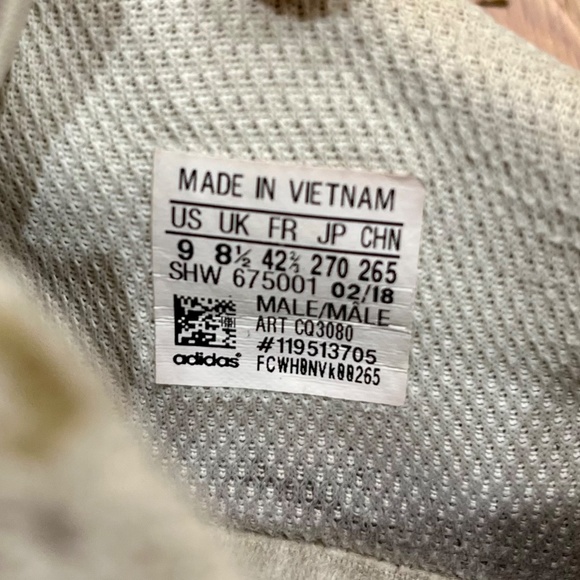 MADE IN VIETNAM
US UK FR JP CHN
9 8½ 42⅔ 270 265
SHW 675001 02/18
MALE/MÂLE
ART CQ3080
#119513705
adidas® FCWH0NVk00265